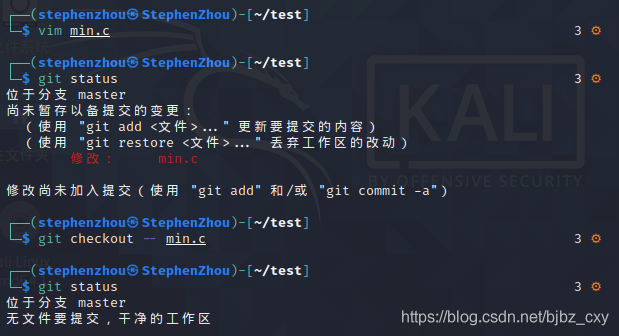 ┌──(stephenzhou㉿StephenZhou)-[~/test]
└─$ vim min.c 3 ⚙
┌──(stephenzhou㉿StephenZhou)-[~/test]
└─$ git status 3 ⚙
位于分支 master
尚未暂存以备提交的变更：
（使用 "git add <文件>..." 更新要提交的内容）
（使用 "git restore <文件>..." 丢弃工作区的改动）
修改： min.c
修改尚未加入提交（使用 "git add" 和/或 "git commit -a"）
┌──(stephenzhou㉿StephenZhou)-[~/test]
└─$ git checkout -- min.c 3 ⚙
┌──(stephenzhou㉿StephenZhou)-[~/test]
└─$ git status 3 ⚙
位于分支 master
无文件要提交，干净的工作区
KALI
BY OFFENSIVE SECURITY
https://blog.csdn.net/bjbz_cxy